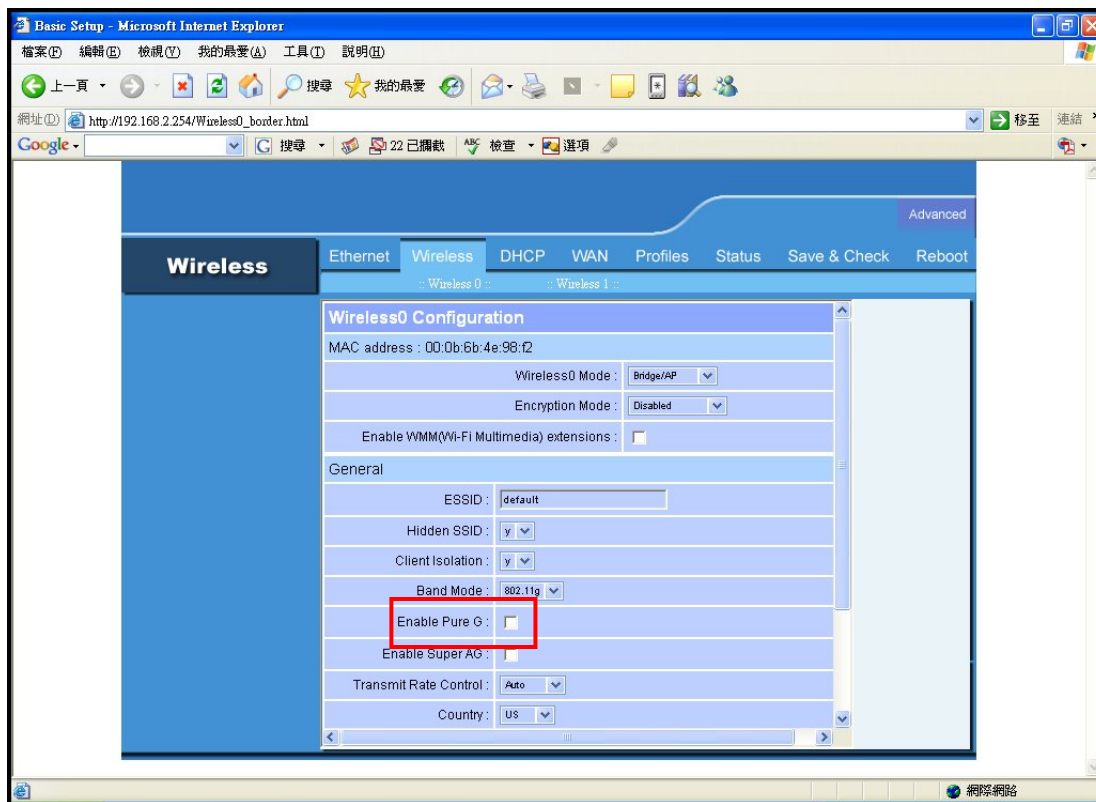 Basic Setup - Microsoft Internet Explorer
檔案(F) 編輯(E) 檢視(V) 我的最愛(A) 工具(T) 說明(H)
上一頁 搜尋 我的最愛
網址(D) http://192.168.2.254/Wireless0_border.html 移至 連結
Google 搜尋 22 已攔截 ABC 檢查 選項
Advanced
Wireless
Ethernet Wireless DHCP WAN Profiles Status Save & Check Reboot
:: Wireless 0 :: :: Wireless 1 ::
Wireless0 Configuration
MAC address : 00:0b:6b:4e:98:f2
Wireless0 Mode : Bridge/AP
Encryption Mode : Disabled
Enable WMM(Wi-Fi Multimedia) extensions :
General
ESSID : default
Hidden SSID : y
Client Isolation : y
Band Mode : 802.11g
Enable Pure G :
Enable Super AG :
Transmit Rate Control : Auto
Country : US
網際網路